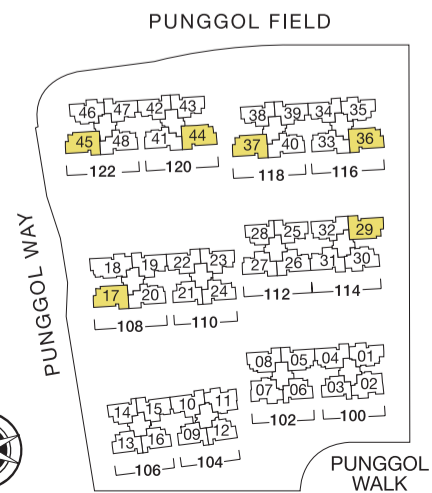 PUNGGOL FIELD
46 47 42 43
45 48 41 44
122 120
38 39 34 35
37 40 33 36
118 116
PUNGGOL WAY
28 25 32 29
27 26 31 30
112 114
18 19 22 23
17 20 21 24
108 110
08 05 04 01
07 06 03 02
102 100
14 15 10 11
13 16 09 12
106 104
PUNGGOL
WALK